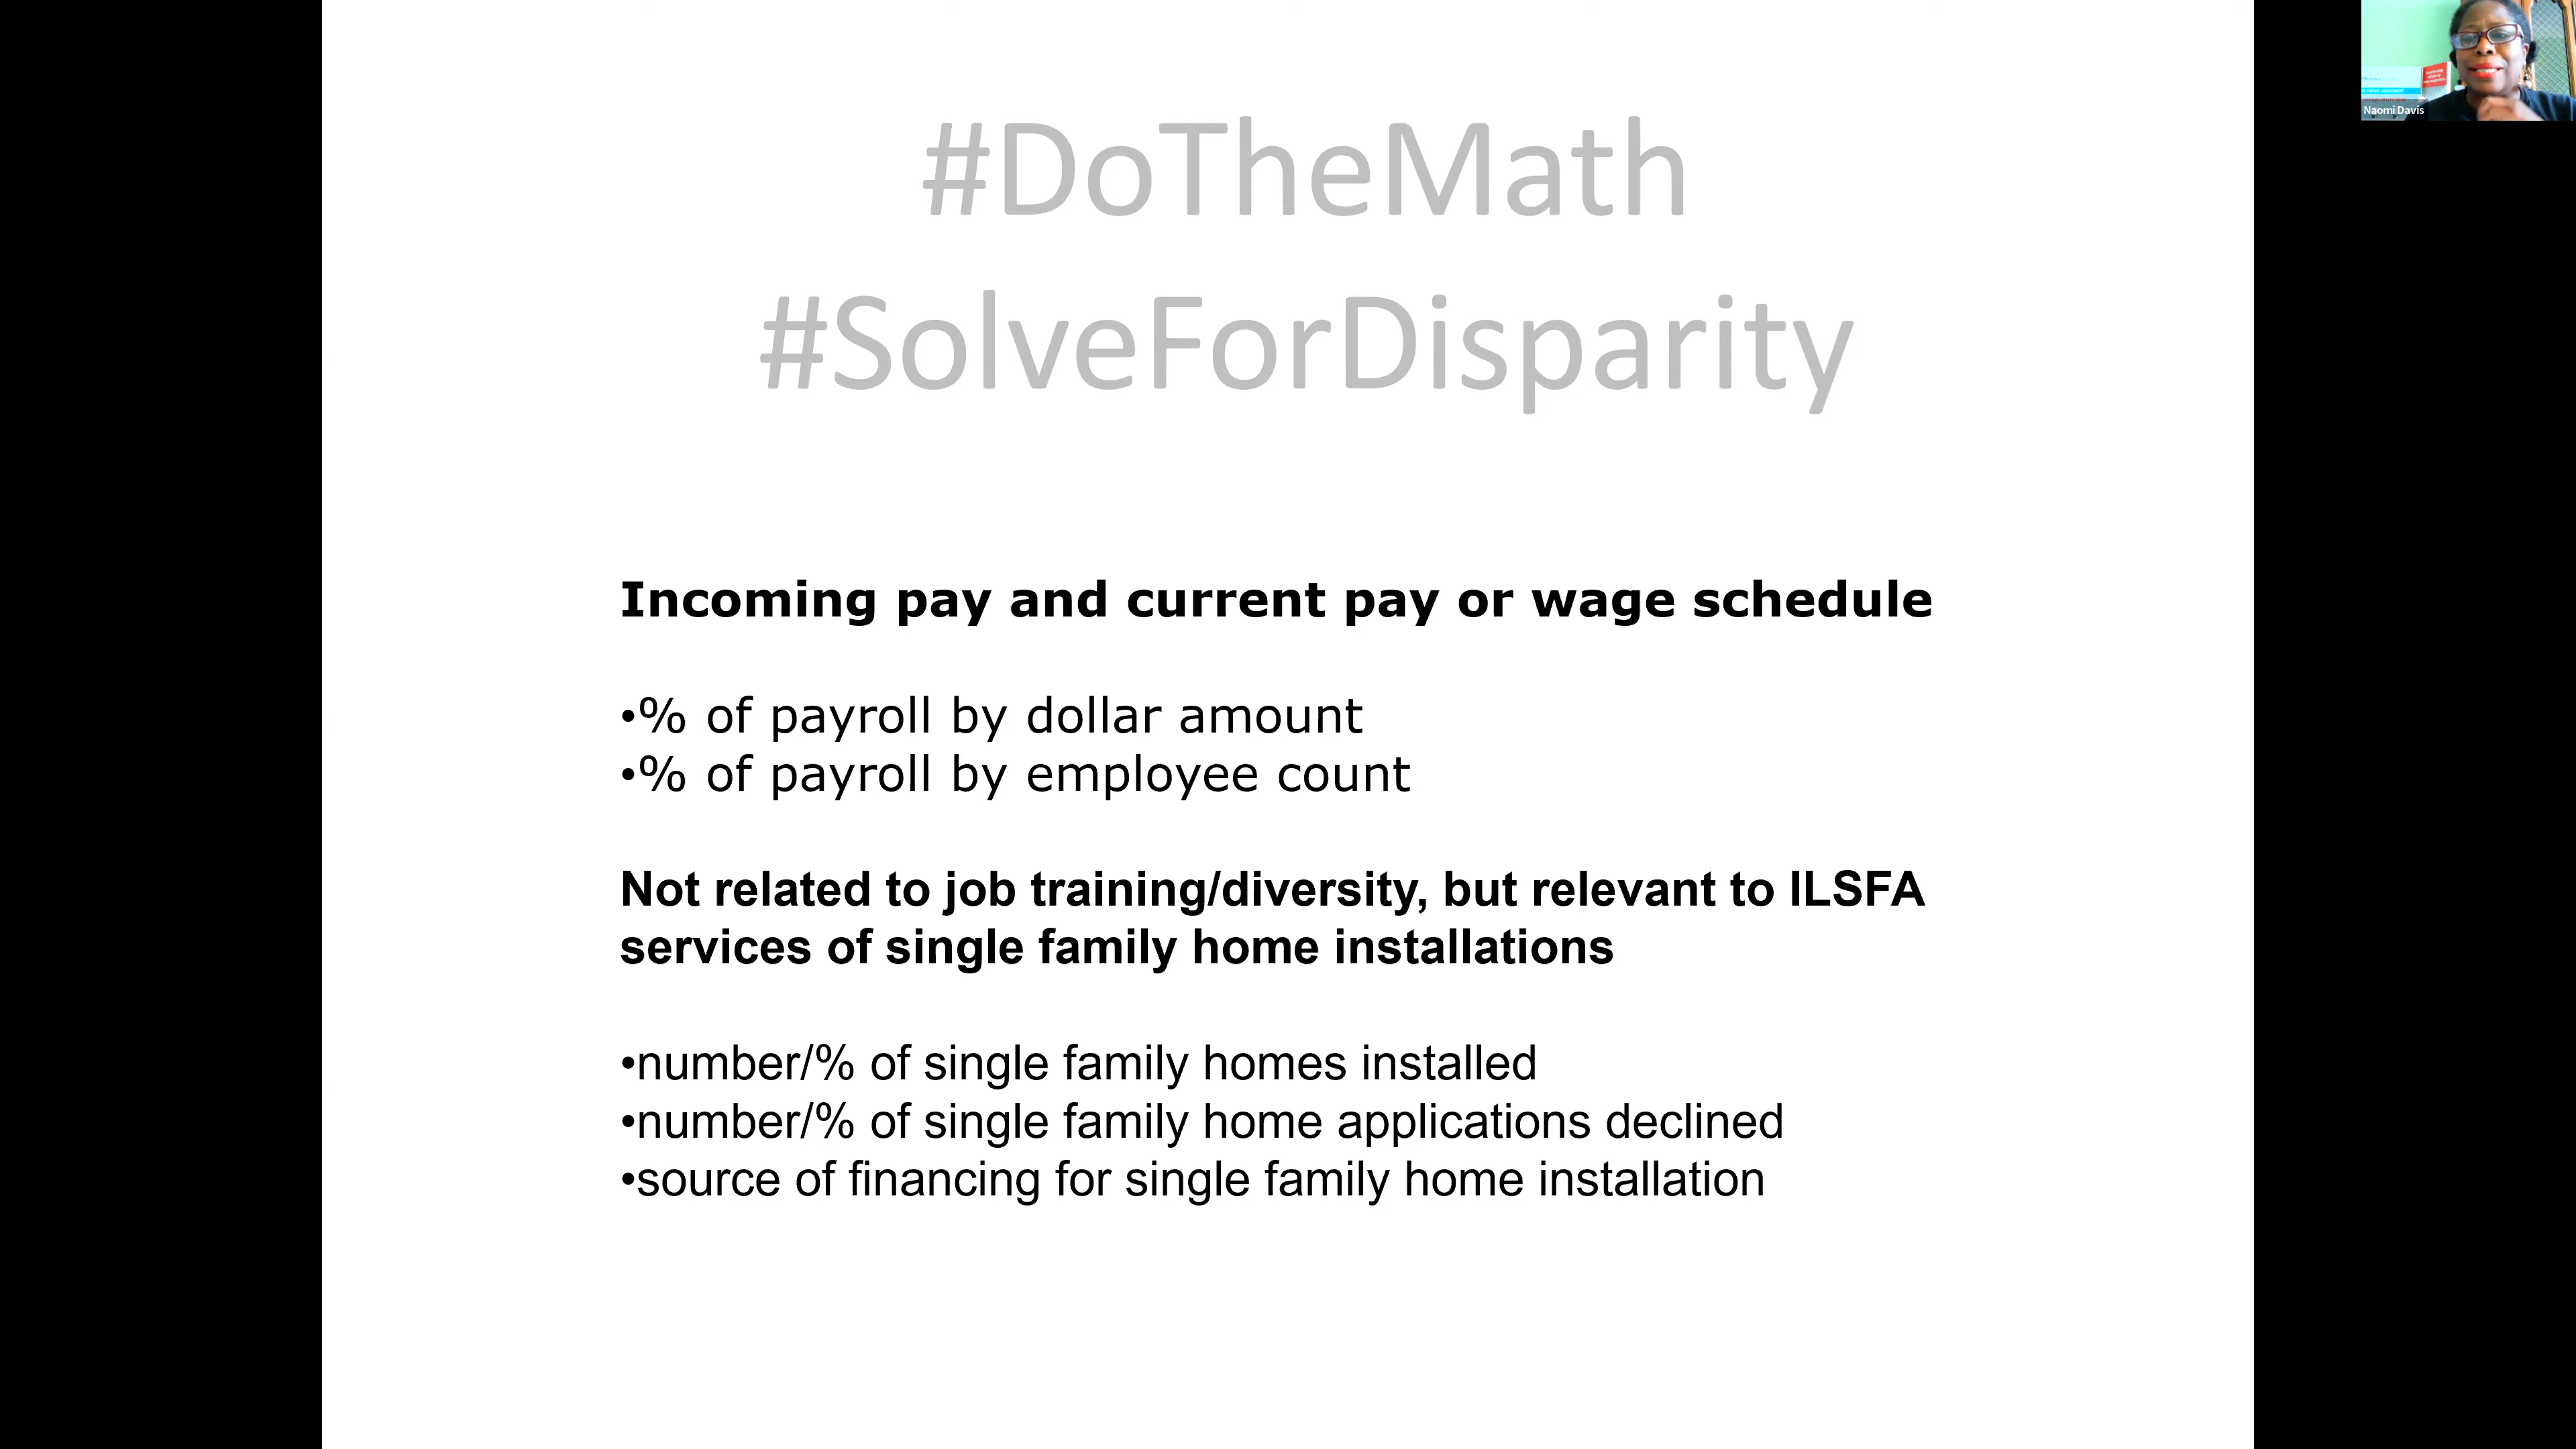 #DoTheMath
#SolveForDisparity
Incoming pay and current pay or wage schedule
•% of payroll by dollar amount
•% of payroll by employee count
Not related to job training/diversity, but relevant to ILSFA
services of single family home installations
•number/% of single family homes installed
•number/% of single family home applications declined
•source of financing for single family home installation
Naomi Davis